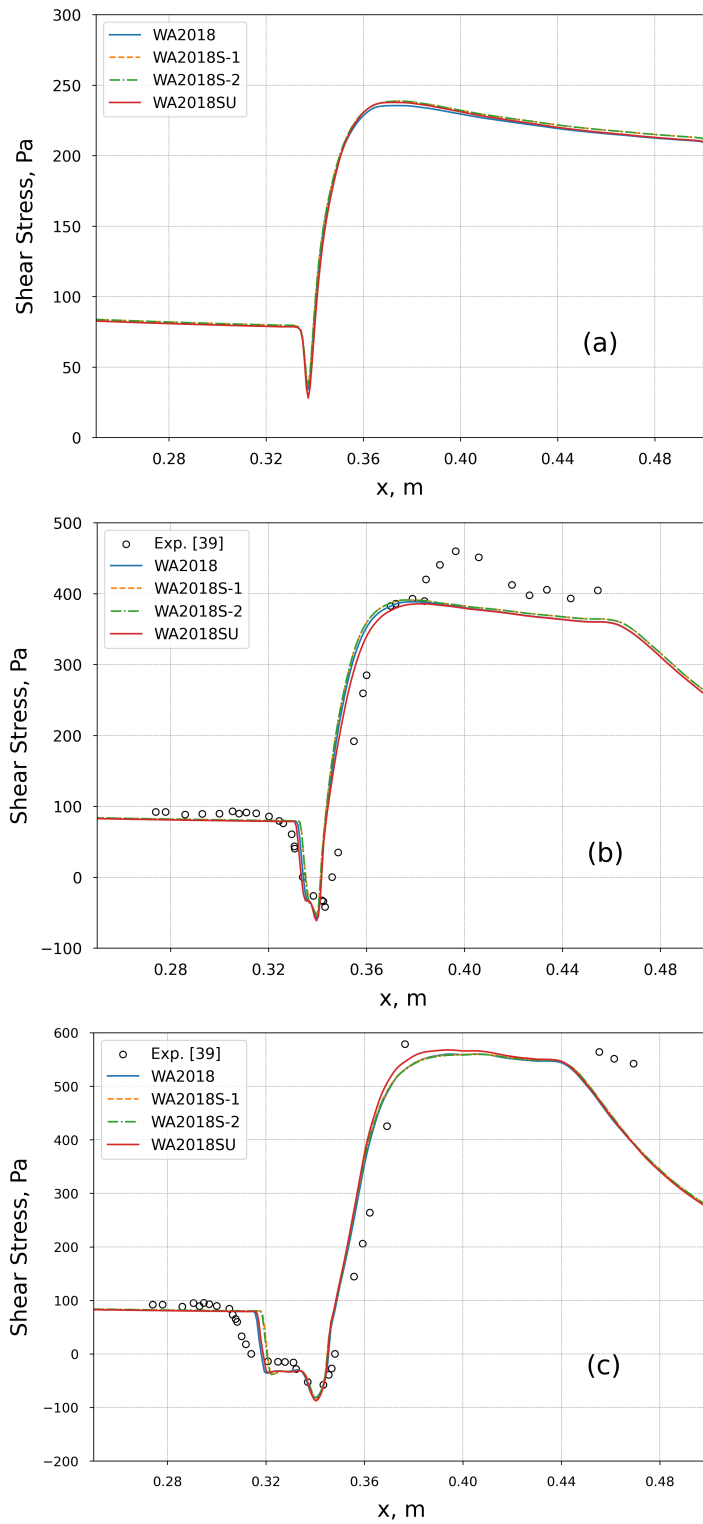 300
250
200
150
100
50
0
Shear Stress, Pa
WA2018
WA2018S-1
WA2018S-2
WA2018SU
(a)
0.28 0.32 0.36 0.40 0.44 0.48
x, m
500
400
300
200
100
0
−100
Shear Stress, Pa
Exp. [39]
WA2018
WA2018S-1
WA2018S-2
WA2018SU
(b)
0.28 0.32 0.36 0.40 0.44 0.48
x, m
600
500
400
300
200
100
0
−100
−200
Shear Stress, Pa
Exp. [39]
WA2018
WA2018S-1
WA2018S-2
WA2018SU
(c)
0.28 0.32 0.36 0.40 0.44 0.48
x, m